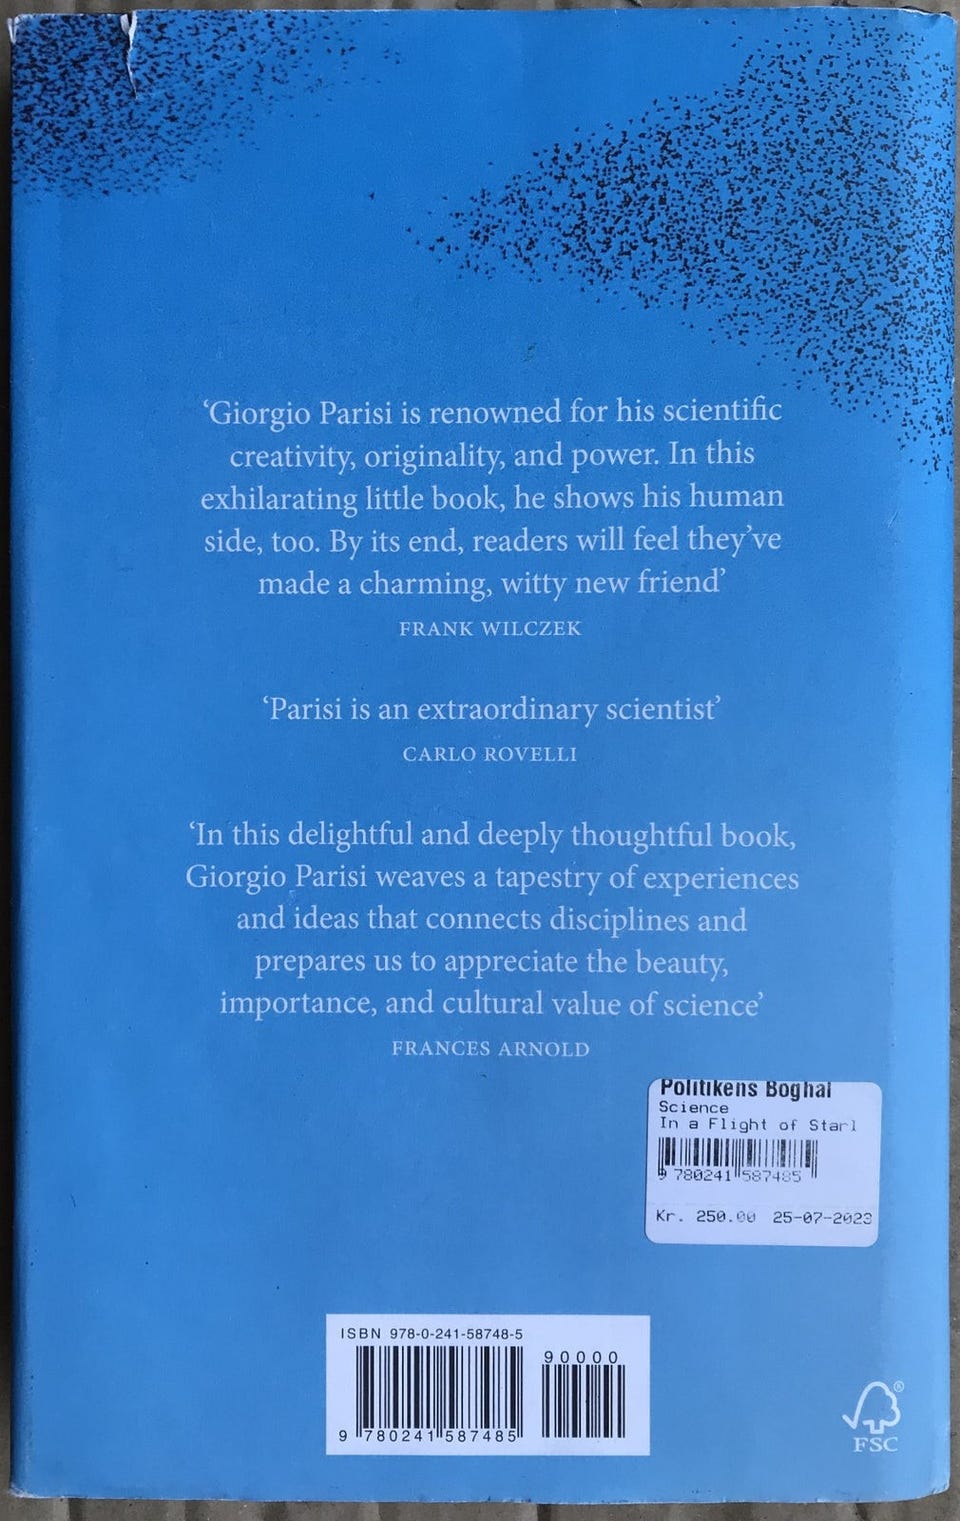 ‘Giorgio Parisi is renowned for his scientific
creativity, originality, and power. In this
exhilarating little book, he shows his human
side, too. By its end, readers will feel they’ve
made a charming, witty new friend’
FRANK WILCZEK
‘Parisi is an extraordinary scientist’
CARLO ROVELLI
‘In this delightful and deeply thoughtful book,
Giorgio Parisi weaves a tapestry of experiences
and ideas that connects disciplines and
prepares us to appreciate the beauty,
importance, and cultural value of science’
FRANCES ARNOLD
Politikens Boghal
Science
In a Flight of Starl
9 780241 587485
Kr. 250.00 25-07-2023
ISBN 978-0-241-58748-5
90000
9 780241 587485
®
FSC